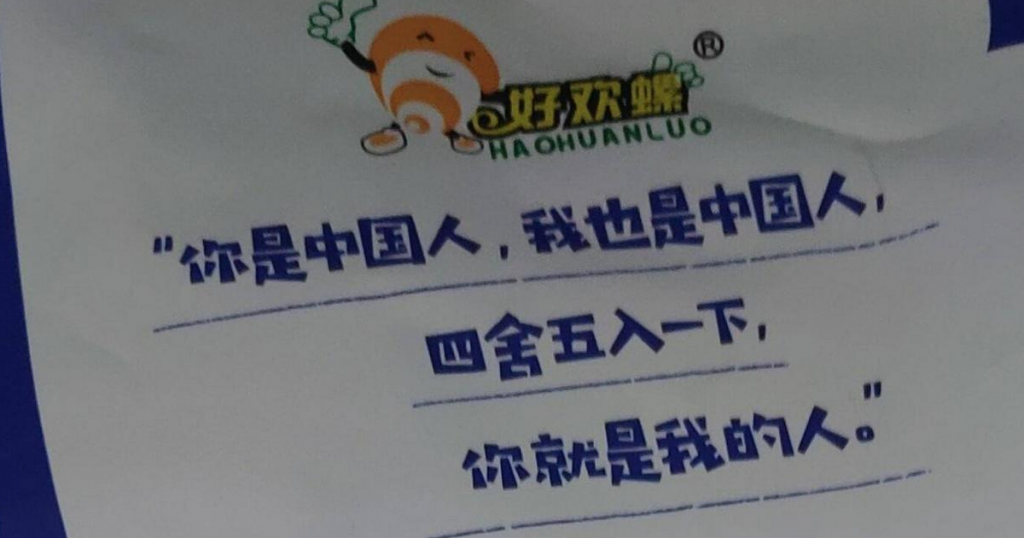 ®
好欢螺
HAOHUANLUO
"你是中国人，我也是中国人，
四舍五入一下，
你就是我的人。"